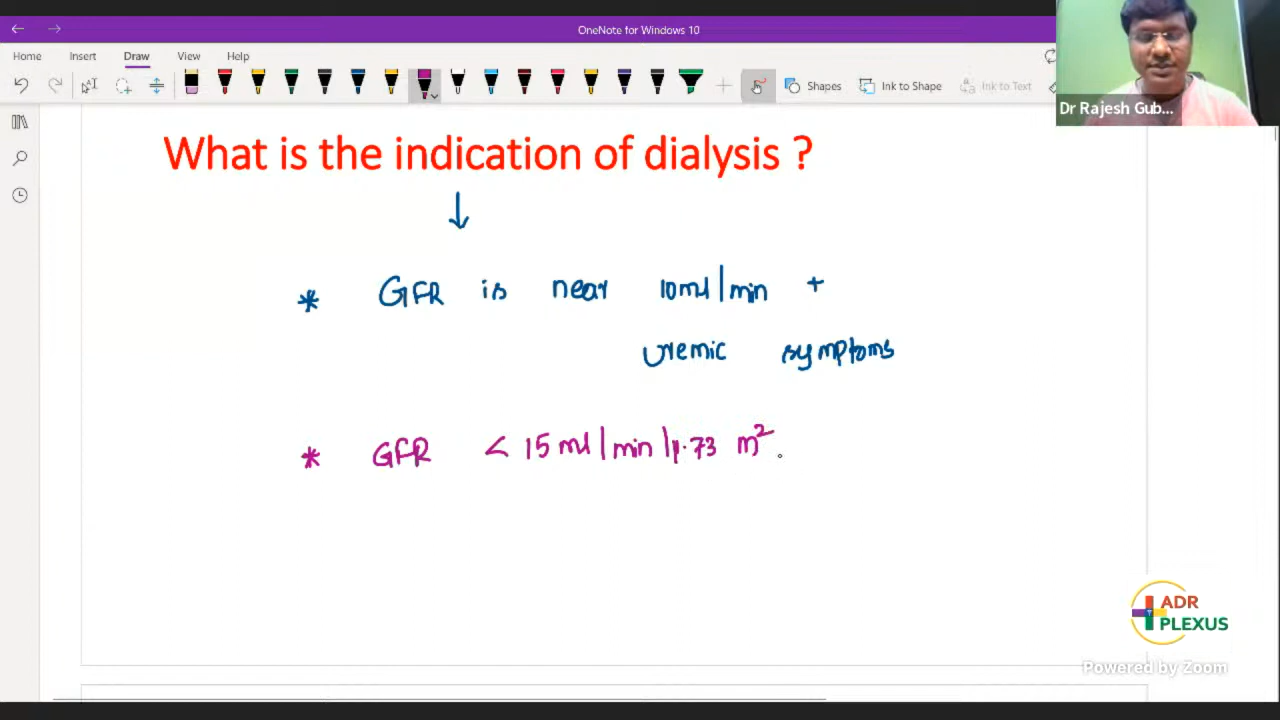 OneNote for Windows 10
Home Insert Draw View Help
Shapes Ink to Shape Ink to Text
Dr Rajesh Gub...
What is the indication of dialysis ?
↓
* GFR is near 10ml/min +
uremic symptoms
* GFR < 15 ml/min/1.73 m²
ADR
PLEXUS
Powered by Zoom